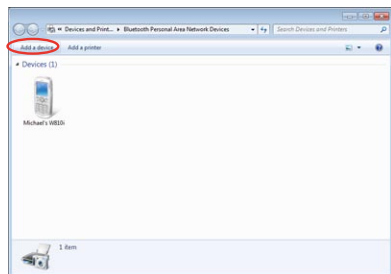 Devices and Print... Bluetooth Personal Area Network Devices Search Devices and Printers
Add a device Add a printer
Devices (1)
Michael's W810i
1 item